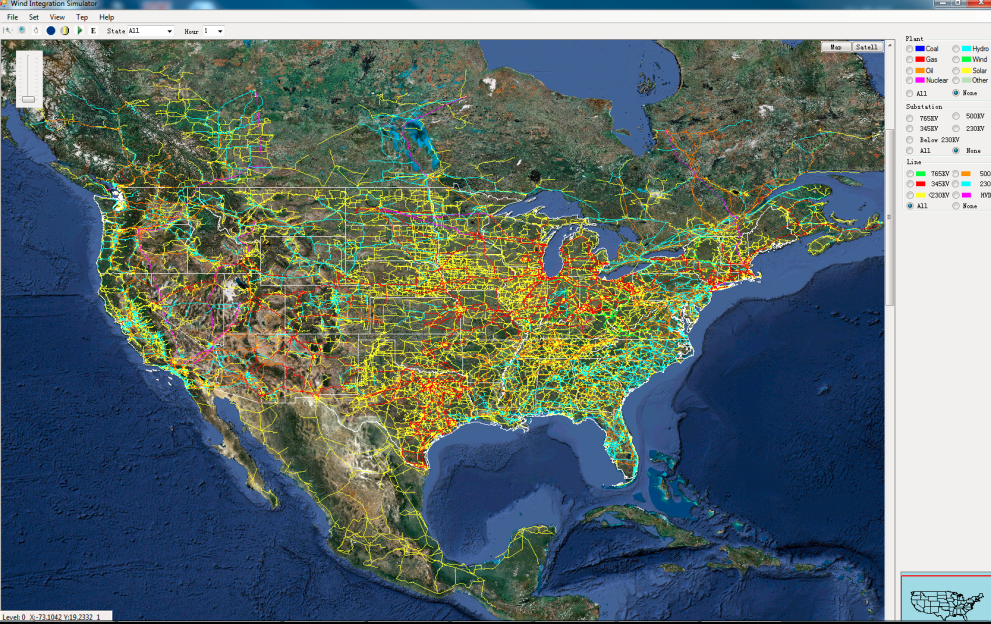 Wind Integration Simulator
File Set View Tep Help
E State All Hour 1
Map Satell
Plant
Coal Hydro
Gas Wind
Oil Solar
Nuclear Other
All None
Substation
765KV 500KV
345KV 230KV
Below 230KV
All None
Line
765KV 500
345KV 230
<230KV HVD
All None
Level: 0 X:-73.1042 Y:19.2332 1